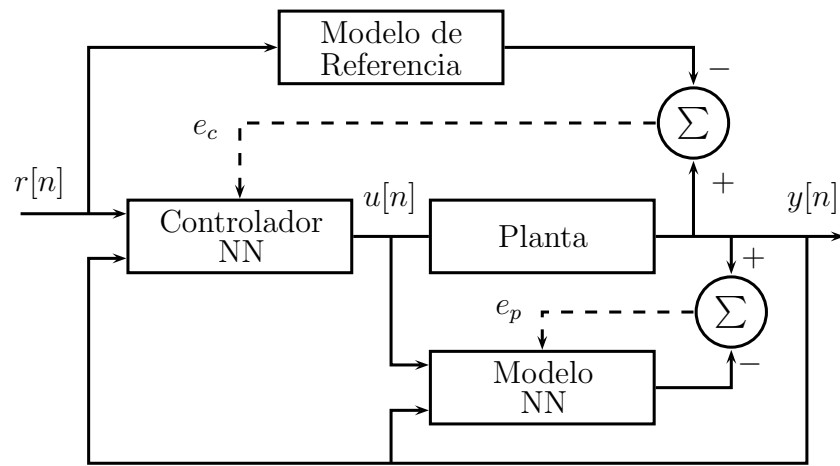 Modelo de
Referencia
−
Σ
e_c
+
r[n]
Controlador
NN
u[n]
Planta
y[n]
+
Σ
e_p
−
Modelo
NN